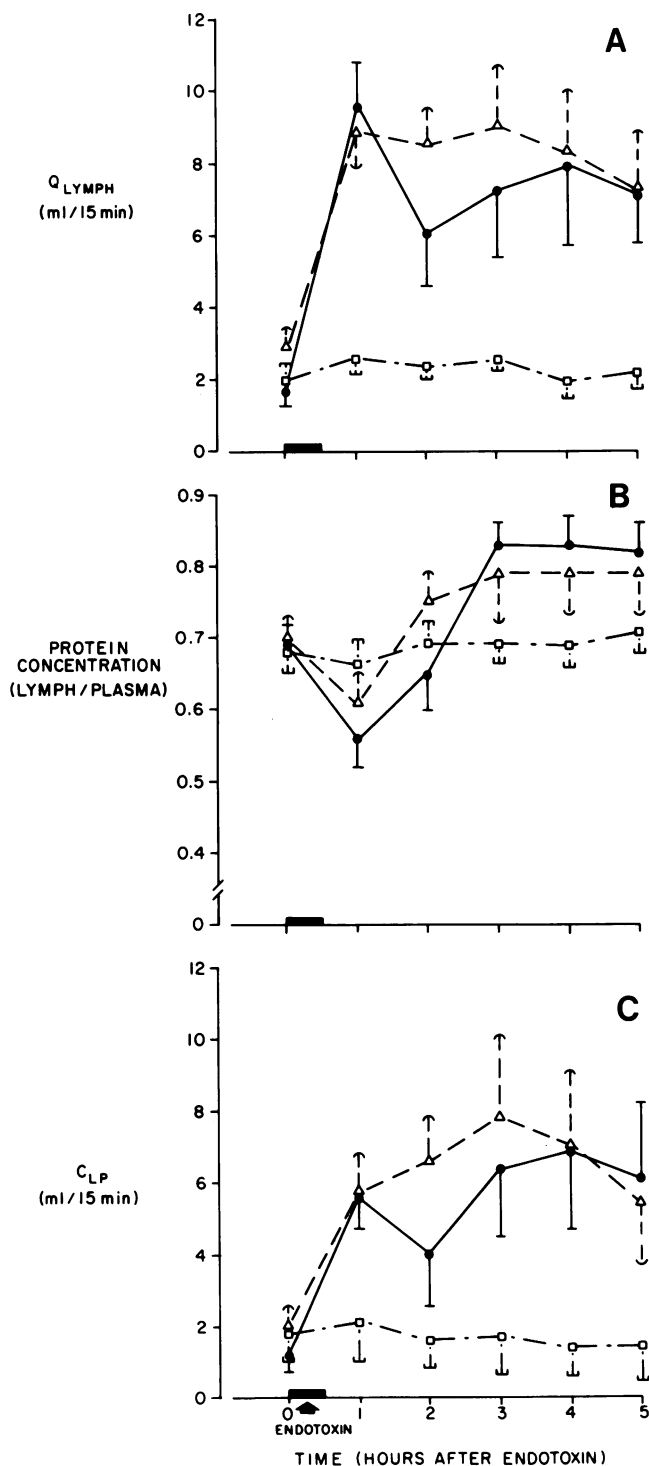 A
12
10
8
6
4
2
0
Q LYMPH
(ml/15 min)
B
0.9
0.8
0.7
0.6
0.5
0.4
0
PROTEIN
CONCENTRATION
(LYMPH/PLASMA)
C
12
10
8
6
4
2
0
C LP
(ml/15 min)
0 1 2 3 4 5
ENDOTOXIN
TIME (HOURS AFTER ENDOTOXIN)